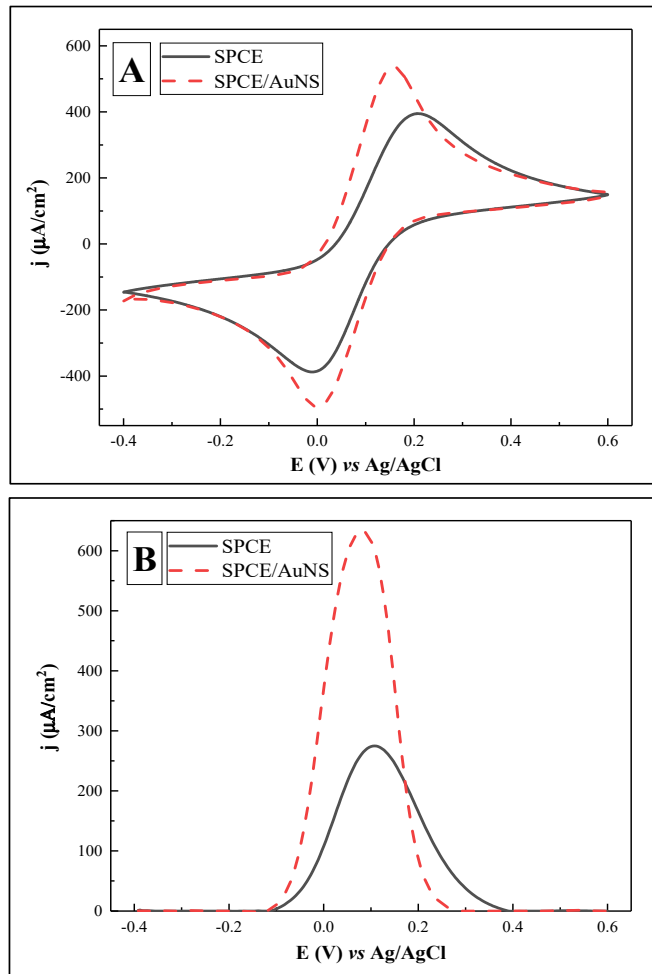 A
SPCE
SPCE/AuNS
600
400
200
0
-200
-400
j (µA/cm²)
-0.4 -0.2 0.0 0.2 0.4 0.6
E (V) vs Ag/AgCl
B
SPCE
SPCE/AuNS
600
500
400
300
200
100
0
j (µA/cm²)
-0.4 -0.2 0.0 0.2 0.4 0.6
E (V) vs Ag/AgCl